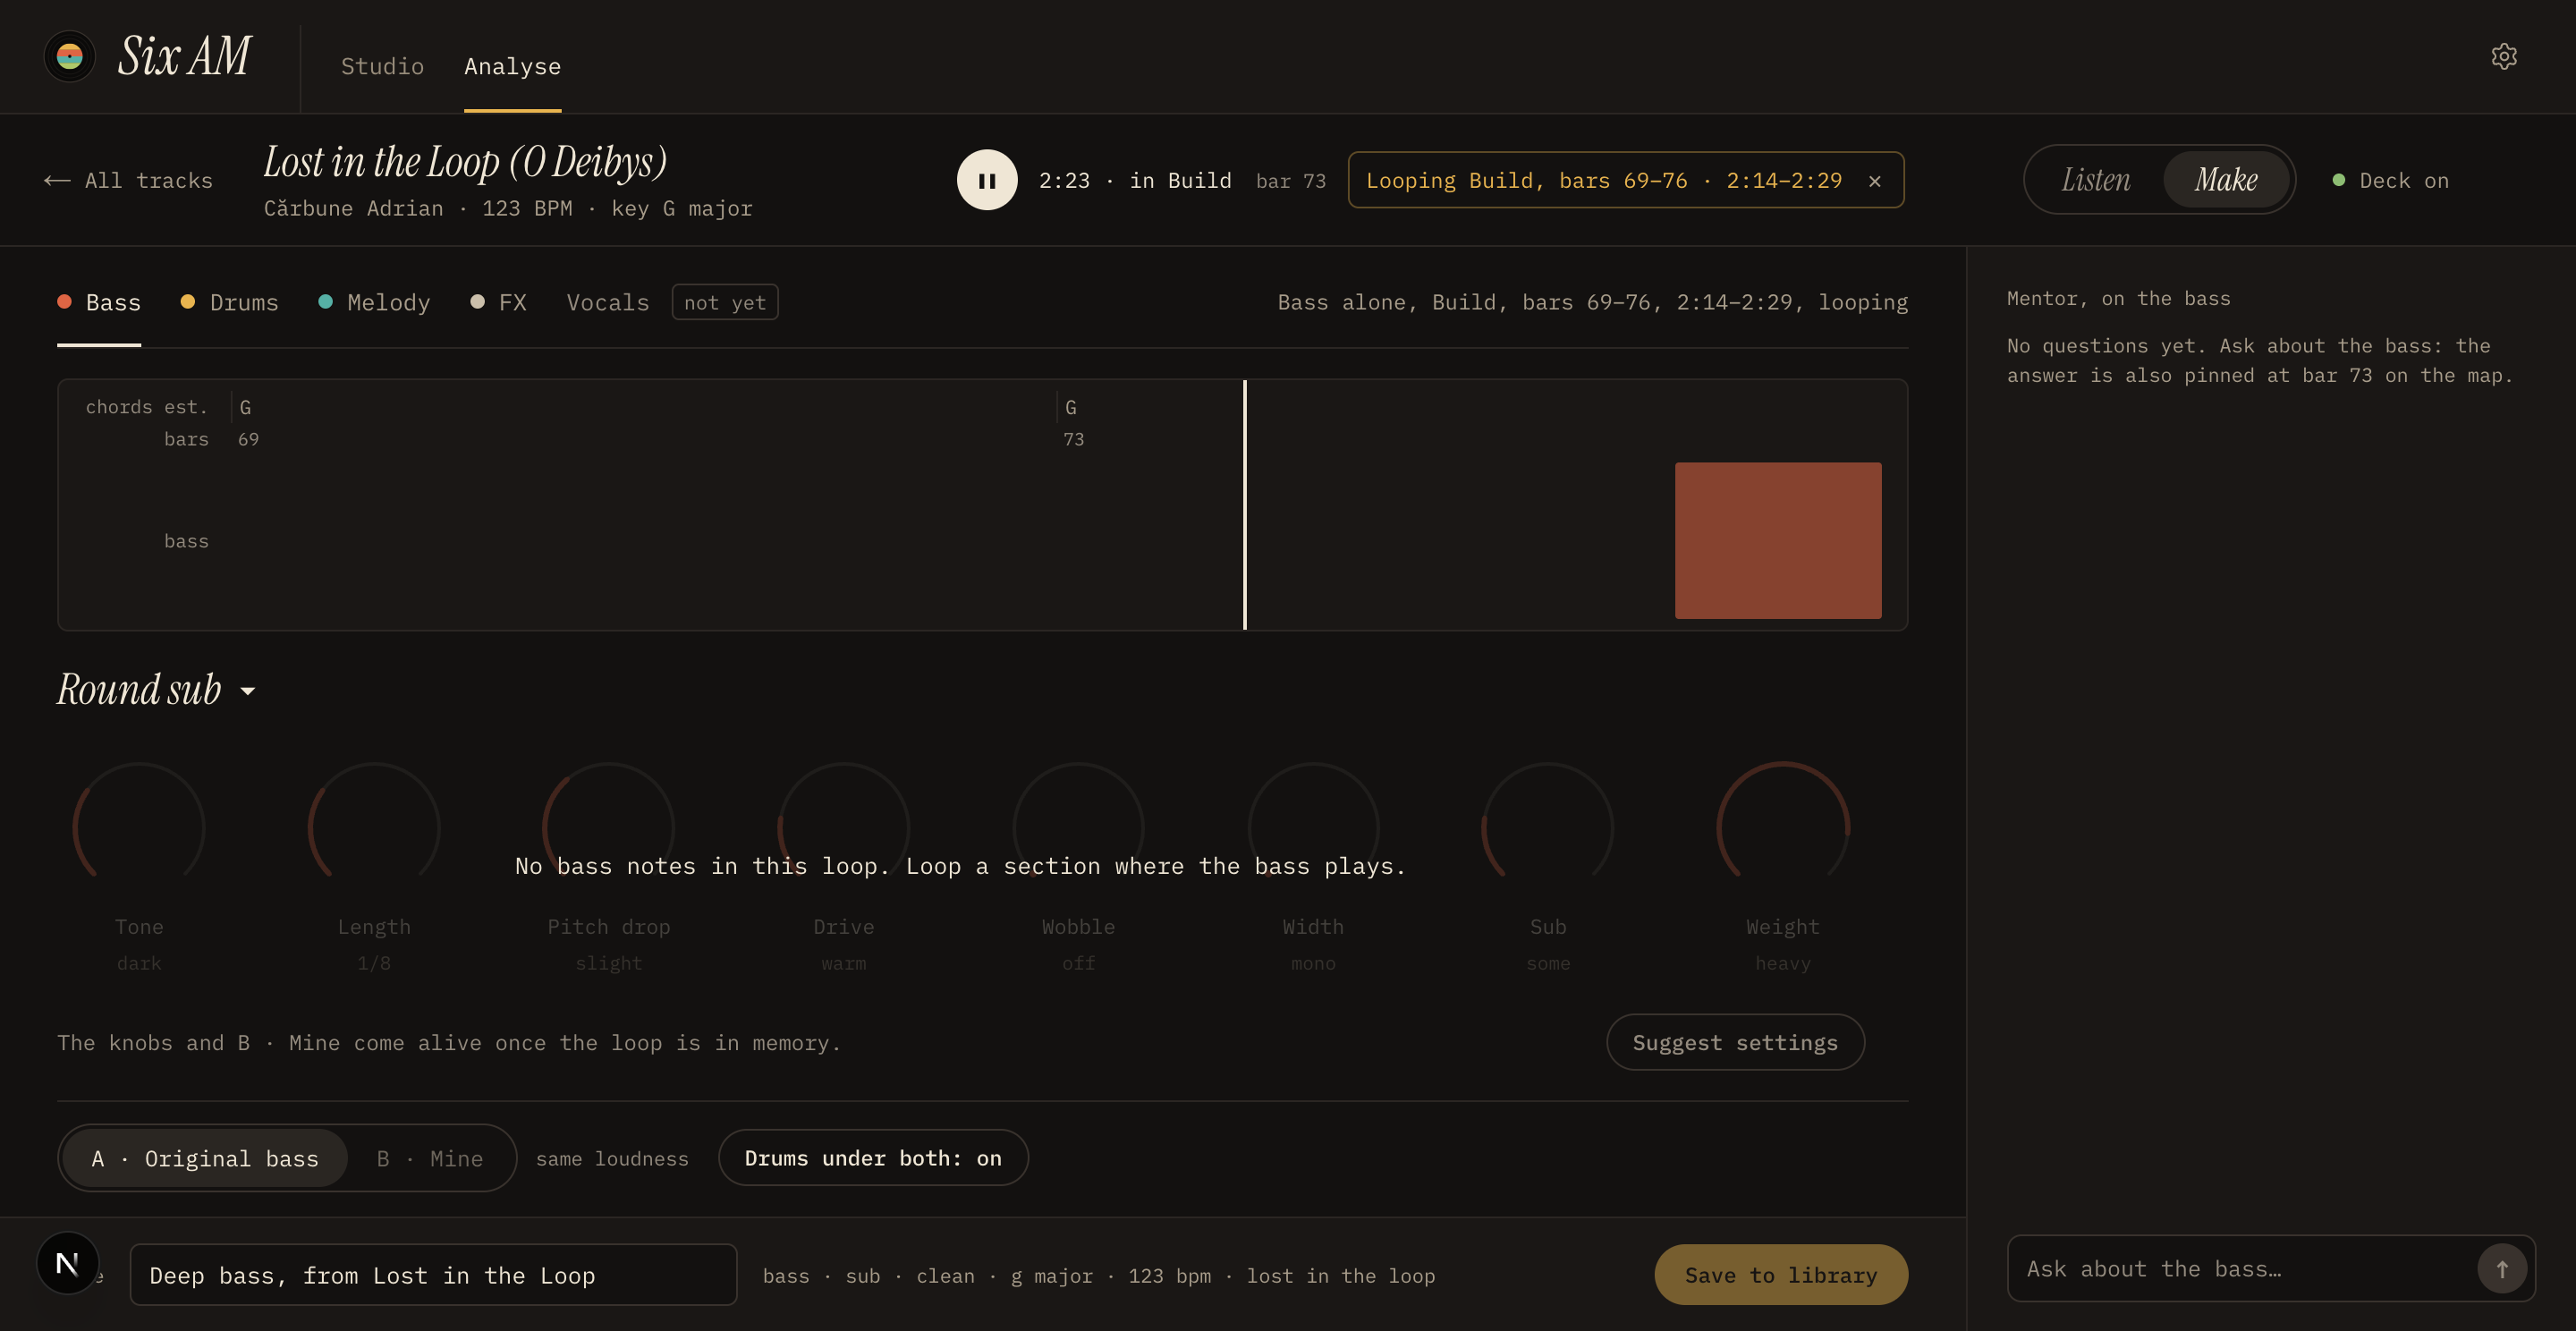 Six AM
Studio
Analyse
← All tracks
Lost in the Loop (O Deibys)
Cărbune Adrian · 123 BPM · key G major
2:23 · in Build
bar 73
Looping Build, bars 69–76 · 2:14–2:29 ×
Listen
Make
Deck on
Bass
Drums
Melody
FX
Vocals
not yet
Bass alone, Build, bars 69–76, 2:14–2:29, looping
chords est.
G
G
bars
69
73
bass
Round sub
No bass notes in this loop. Loop a section where the bass plays.
Tone
Length
Pitch drop
Drive
Wobble
Width
Sub
Weight
dark
1/8
slight
warm
off
mono
some
heavy
The knobs and B · Mine come alive once the loop is in memory.
Suggest settings
A · Original bass
B · Mine
same loudness
Drums under both: on
N
Deep bass, from Lost in the Loop
bass · sub · clean · g major · 123 bpm · lost in the loop
Save to library
Mentor, on the bass
No questions yet. Ask about the bass: the
answer is also pinned at bar 73 on the map.
Ask about the bass…
↑